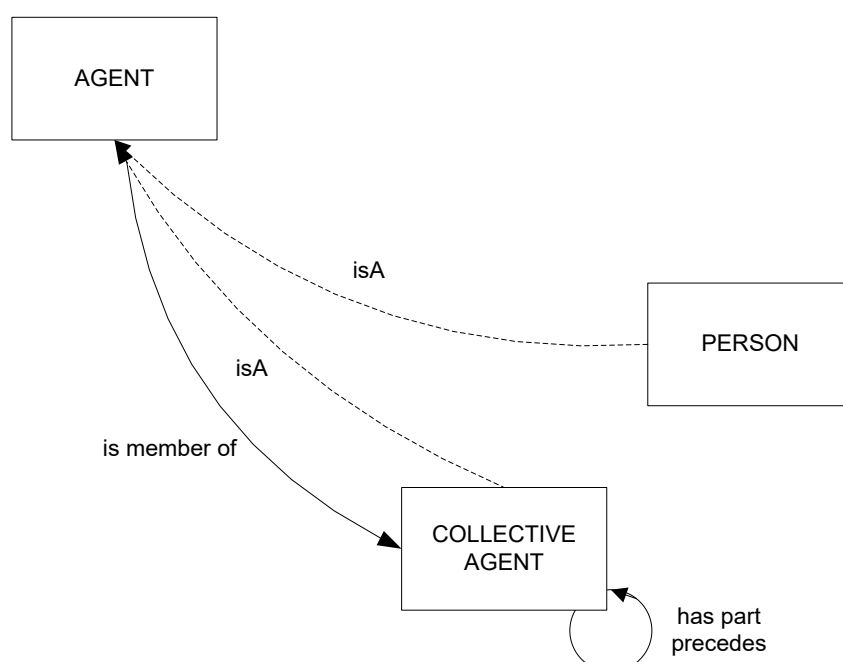 AGENT
isA
PERSON
isA
is member of
COLLECTIVE
AGENT
has part
precedes